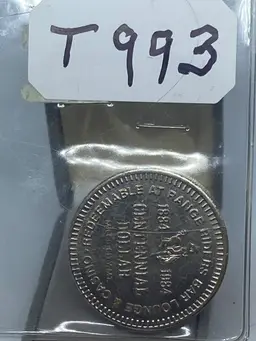 T993
REDEEMABLE AT RANGE RIDERS BAR LOUNGE & CASINO
1884
1984
CENTENNIAL
DOLLAR